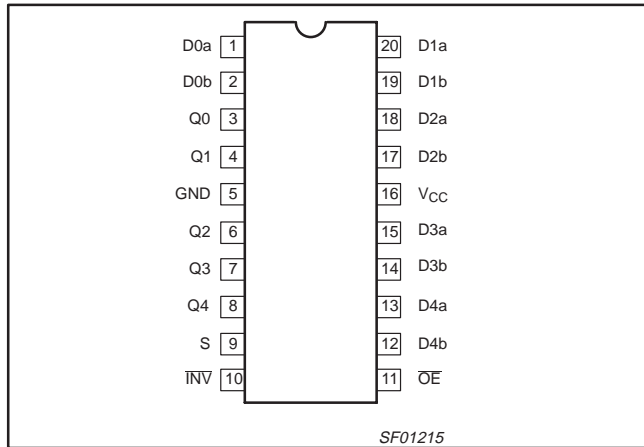 D0a 1 20 D1a
D0b 2 19 D1b
Q0 3 18 D2a
Q1 4 17 D2b
GND 5 16 VCC
Q2 6 15 D3a
Q3 7 14 D3b
Q4 8 13 D4a
S 9 12 D4b
I̅N̅V̅ 10 11 O̅E̅
SF01215